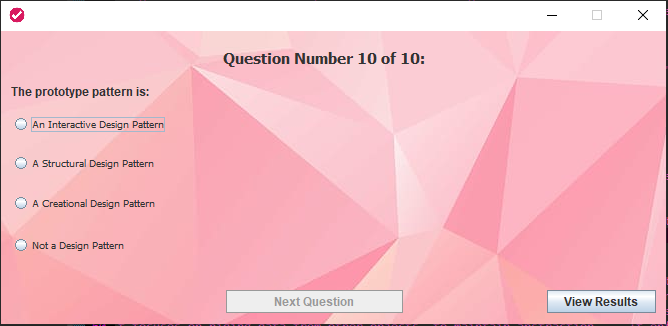 Question Number 10 of 10:
The prototype pattern is:
An Interactive Design Pattern
A Structural Design Pattern
A Creational Design Pattern
Not a Design Pattern
Next Question
View Results